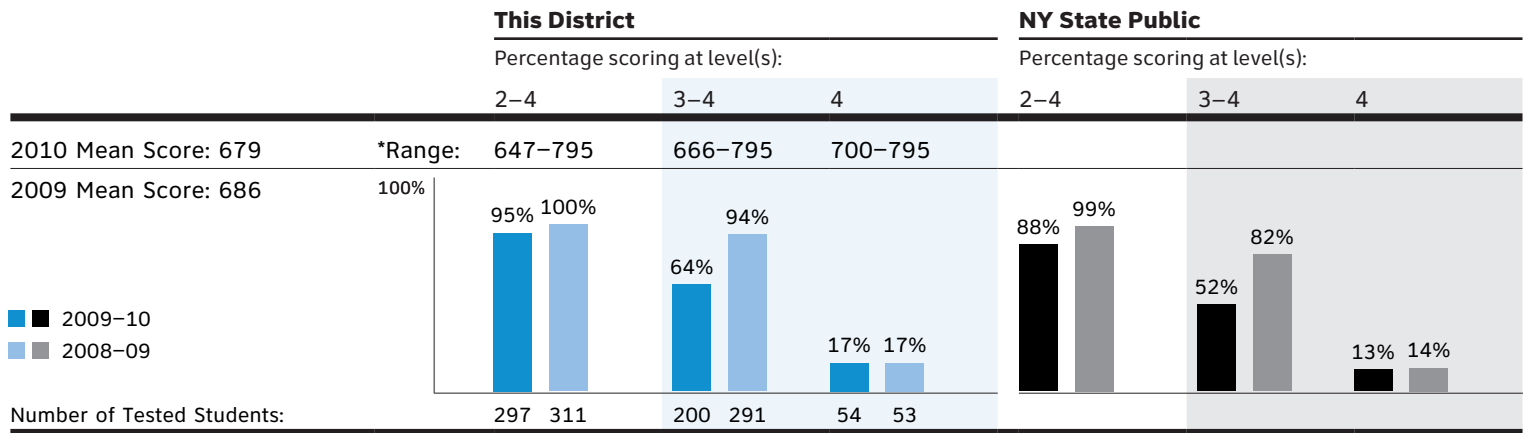 This District NY State Public
Percentage scoring at level(s): Percentage scoring at level(s):
2–4 3–4 4 2–4 3–4 4
2010 Mean Score: 679 *Range: 647–795 666–795 700–795
2009 Mean Score: 686 100%
95% 100% 94% 88% 99%
64% 82%
52%
17% 17% 13% 14%
2009–10
2008–09
Number of Tested Students: 297 311 200 291 54 53